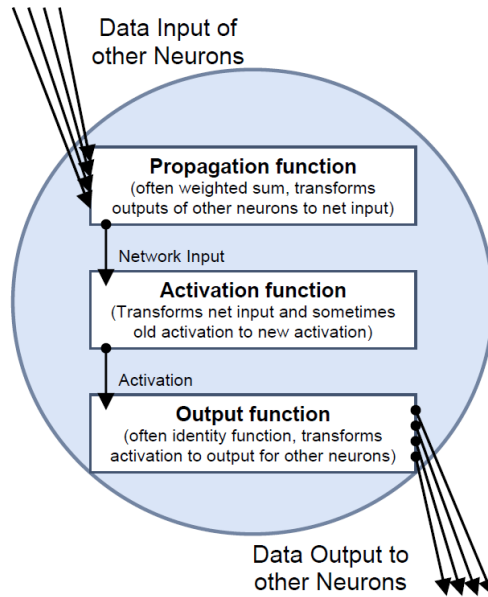 Data Input of
other Neurons
Propagation function
(often weighted sum, transforms
outputs of other neurons to net input)
Network Input
Activation function
(Transforms net input and sometimes
old activation to new activation)
Activation
Output function
(often identity function, transforms
activation to output for other neurons)
Data Output to
other Neurons